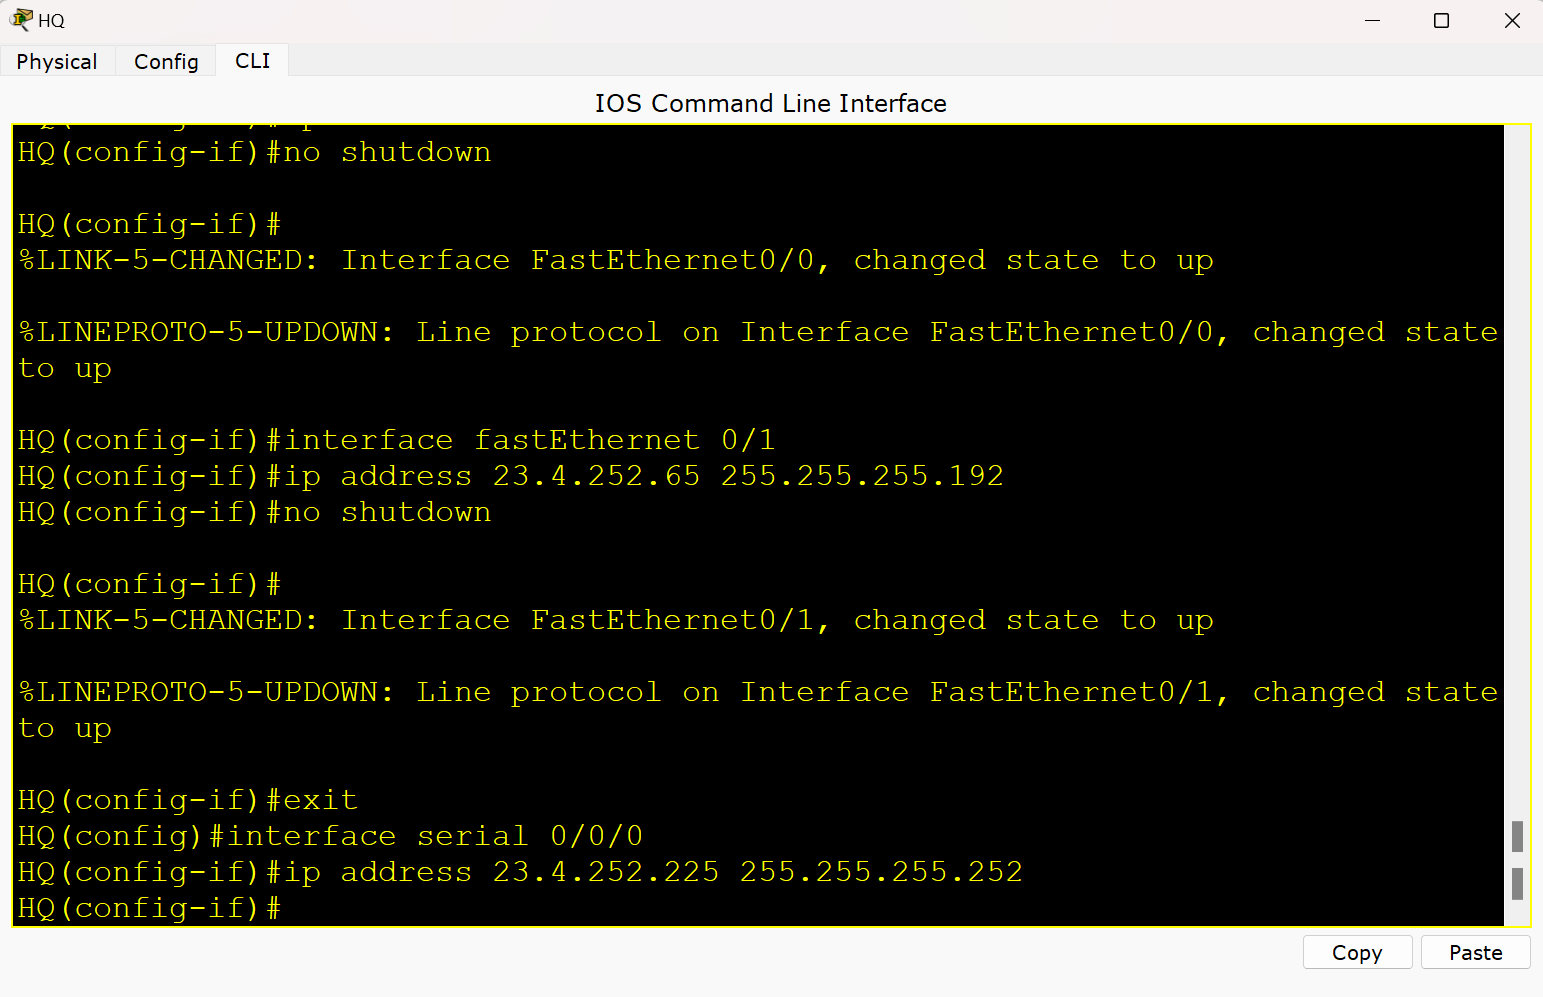 HQ
Physical Config CLI
IOS Command Line Interface
HQ(config-if)#no shutdown
HQ(config-if)#
%LINK-5-CHANGED: Interface FastEthernet0/0, changed state to up
%LINEPROTO-5-UPDOWN: Line protocol on Interface FastEthernet0/0, changed state
to up
HQ(config-if)#interface fastEthernet 0/1
HQ(config-if)#ip address 23.4.252.65 255.255.255.192
HQ(config-if)#no shutdown
HQ(config-if)#
%LINK-5-CHANGED: Interface FastEthernet0/1, changed state to up
%LINEPROTO-5-UPDOWN: Line protocol on Interface FastEthernet0/1, changed state
to up
HQ(config-if)#exit
HQ(config)#interface serial 0/0/0
HQ(config-if)#ip address 23.4.252.225 255.255.255.252
HQ(config-if)#
Copy Paste